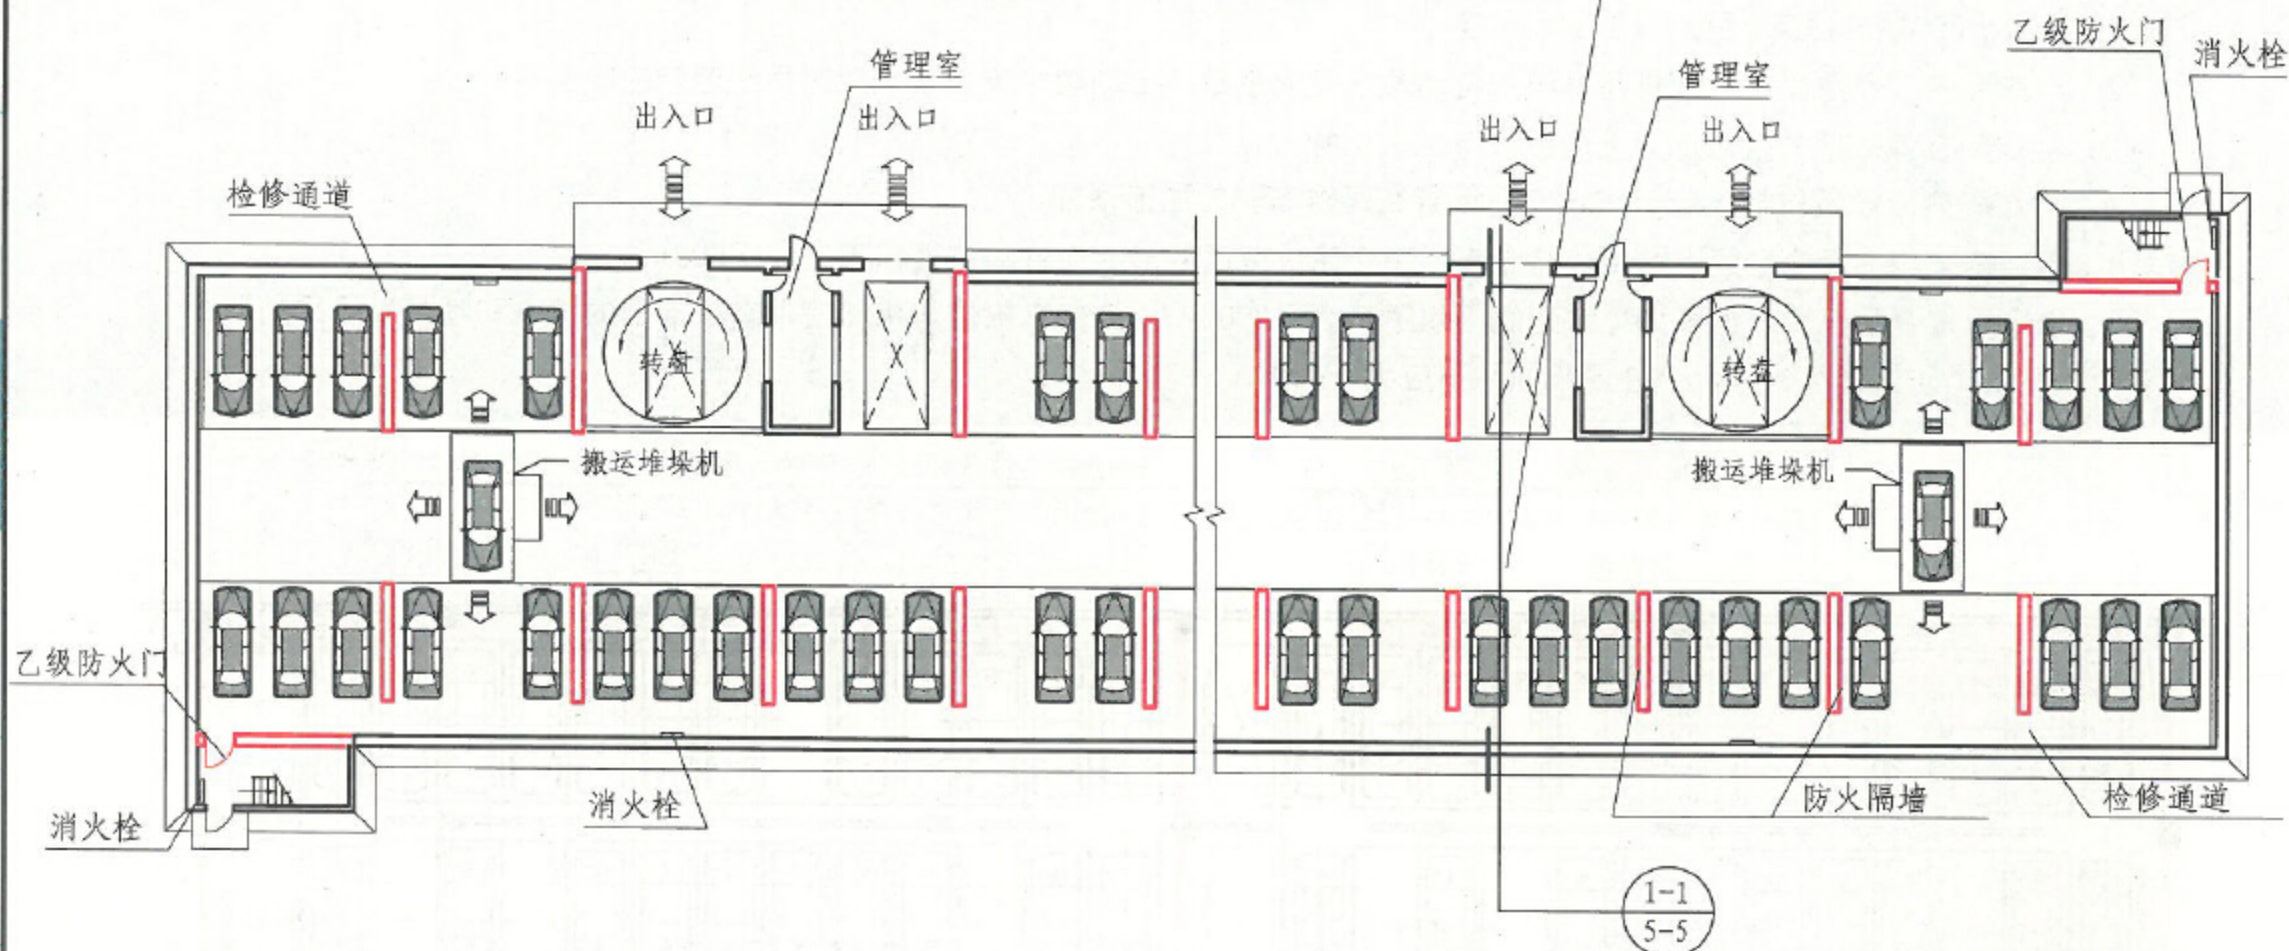 乙级防火门
消火栓
管理室
管理室
出入口
出入口
出入口
出入口
检修通道
转盘
转盘
搬运堆垛机
搬运堆垛机
乙级防火门
消火栓
消火栓
防火隔墙
检修通道
1-1
5-5